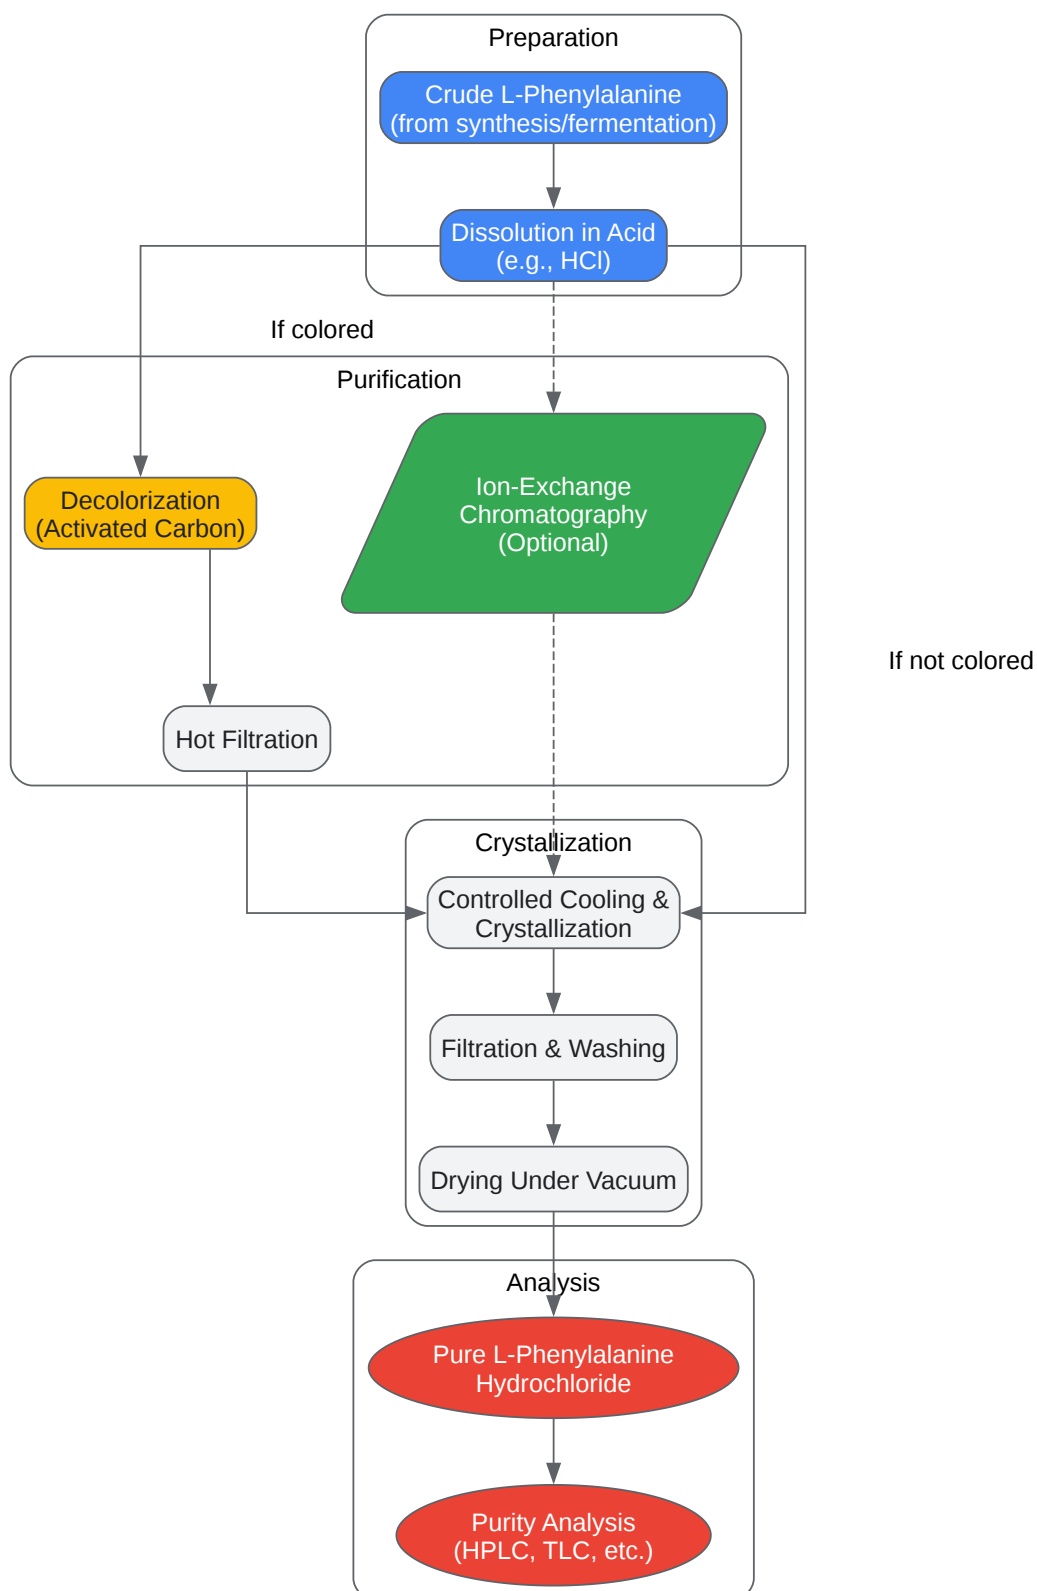 Preparation
Crude L-Phenylalanine
(from synthesis/fermentation)
Dissolution in Acid
(e.g., HCl)
If colored
Purification
Decolorization
(Activated Carbon)
Ion-Exchange
Chromatography
(Optional)
If not colored
Hot Filtration
Crystallization
Controlled Cooling &
Crystallization
Filtration & Washing
Drying Under Vacuum
Analysis
Pure L-Phenylalanine
Hydrochloride
Purity Analysis
(HPLC, TLC, etc.)